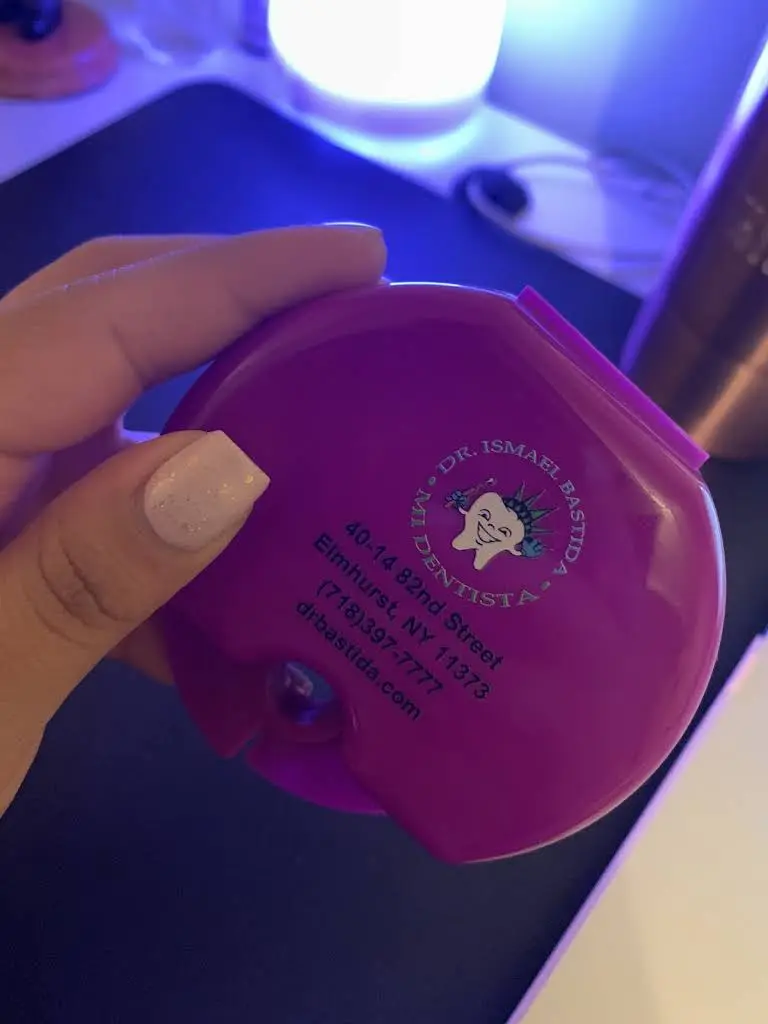 DR. ISMAEL BASTIDA
• MI DENTISTA •
40-14 82nd Street
Elmhurst, NY 11373
(718)397-7777
drbastida.com